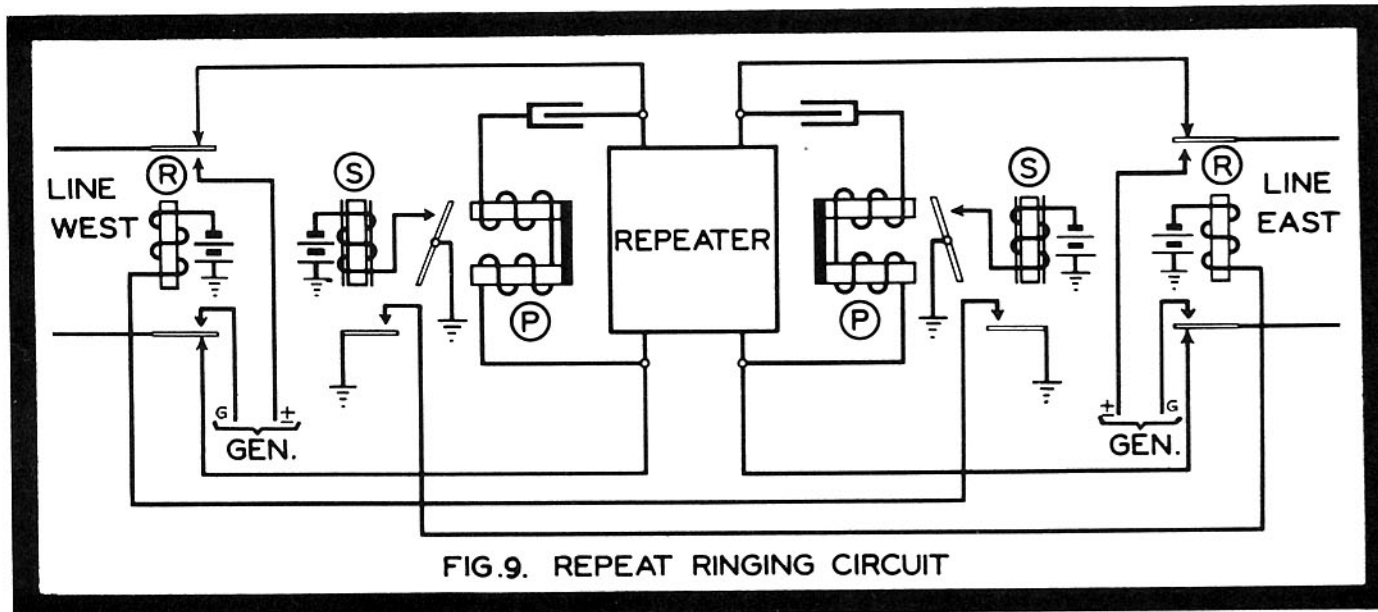 LINE WEST
R
S
P
REPEATER
P
S
R
LINE EAST
G ±
GEN.
± G
GEN.
FIG.9. REPEAT RINGING CIRCUIT